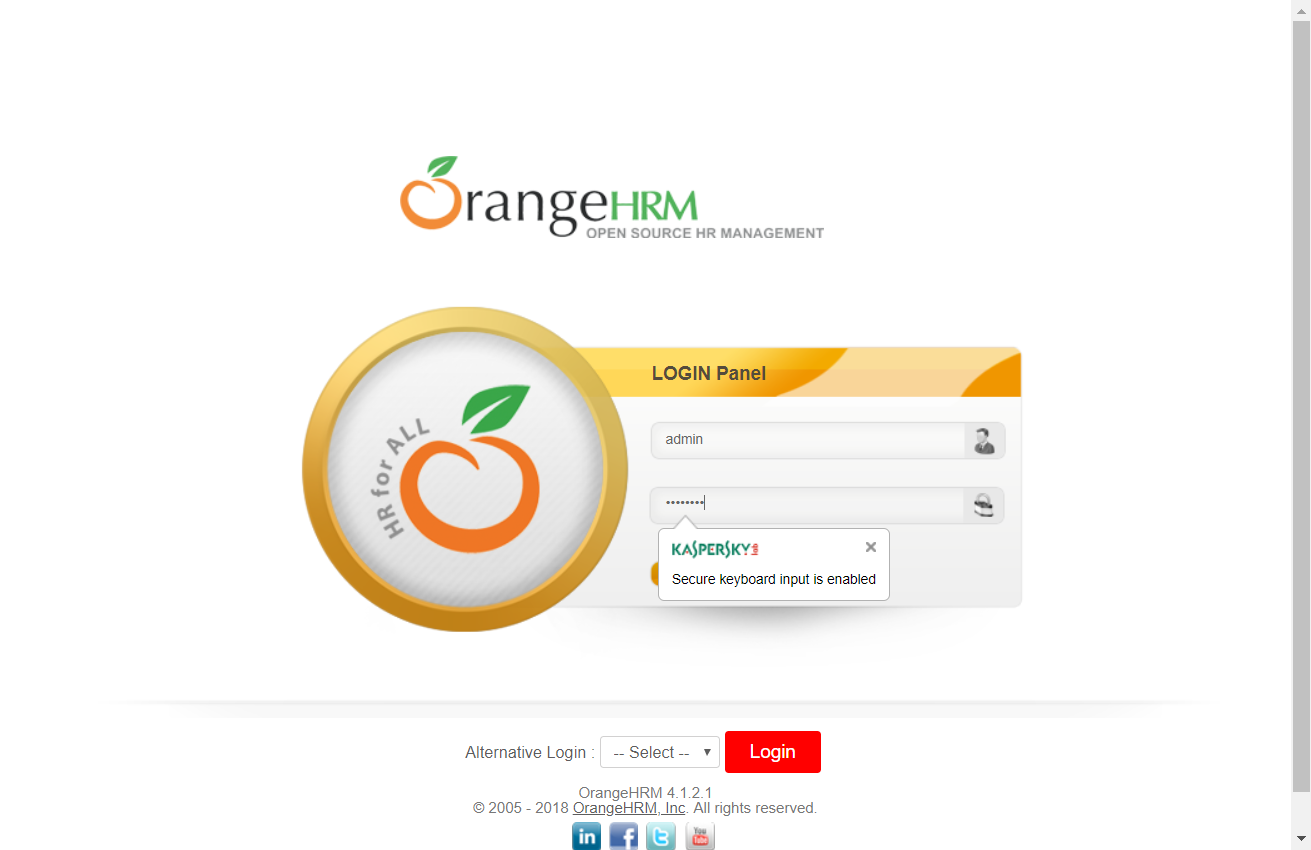 OrangeHRM
OPEN SOURCE HR MANAGEMENT
LOGIN Panel
HR for ALL
admin
••••••••
KASPERSKY lab
Secure keyboard input is enabled
Alternative Login : -- Select -- Login
OrangeHRM 4.1.2.1
© 2005 - 2018 OrangeHRM, Inc. All rights reserved.
in f t You Tube